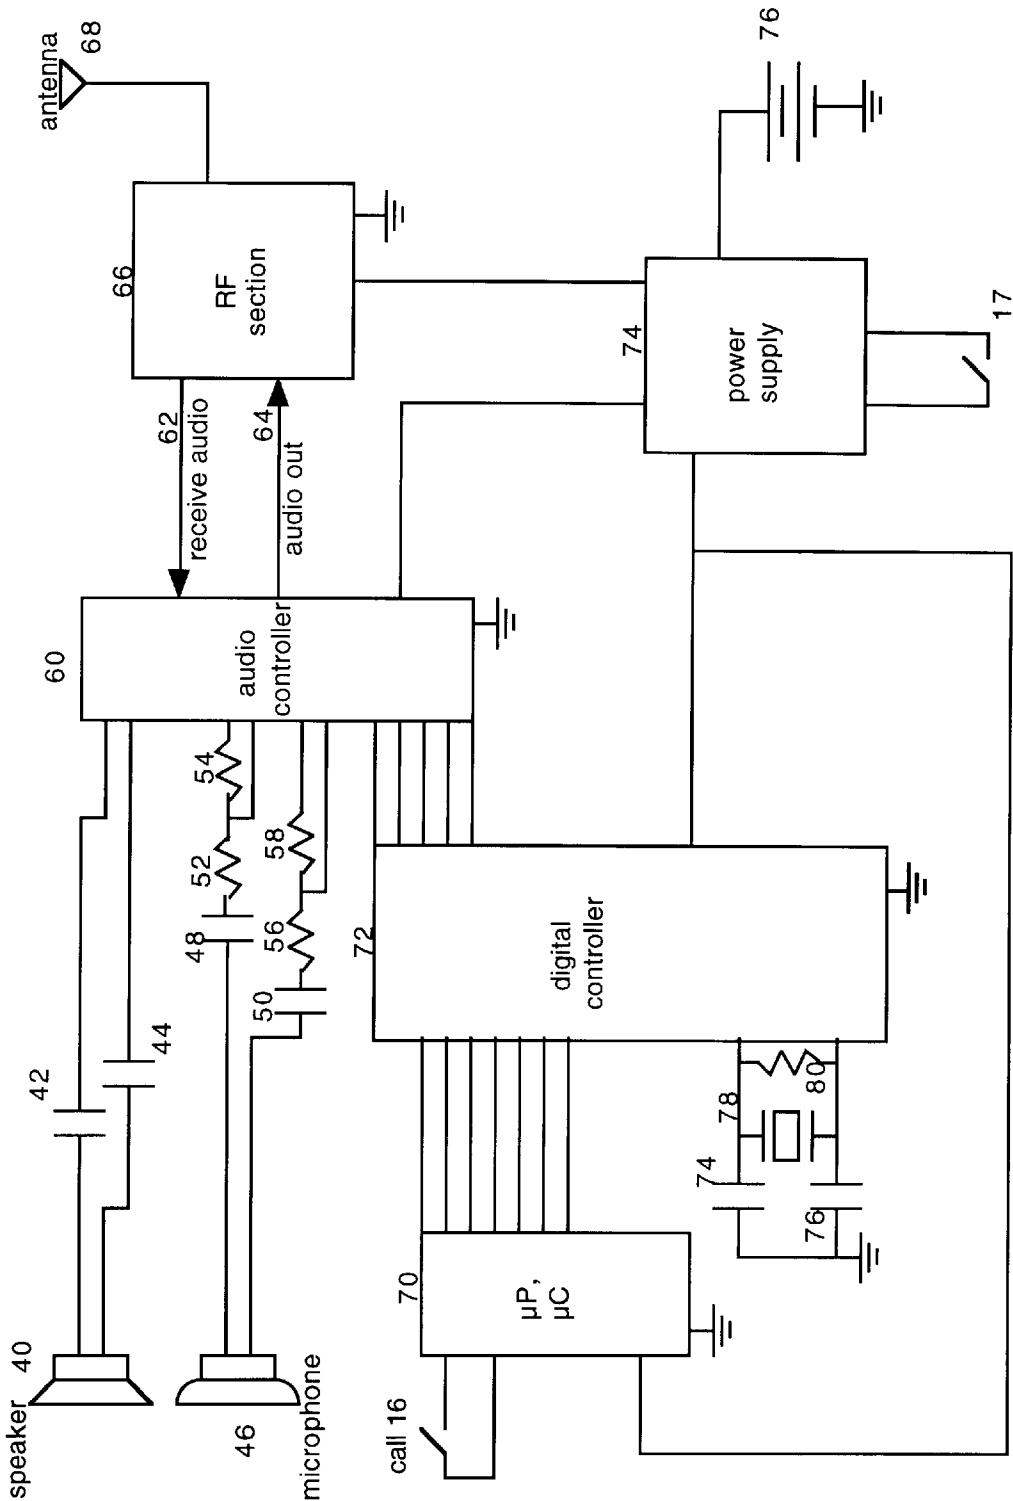 speaker 40
42
44
46
microphone
48
52
54
50
56
58
60
audio
controller
62
receive audio
64
audio out
66
RF
section
antenna
68
call 16
70
µP,
µC
72
digital
controller
74
76
78
80
74
power
supply
76
17